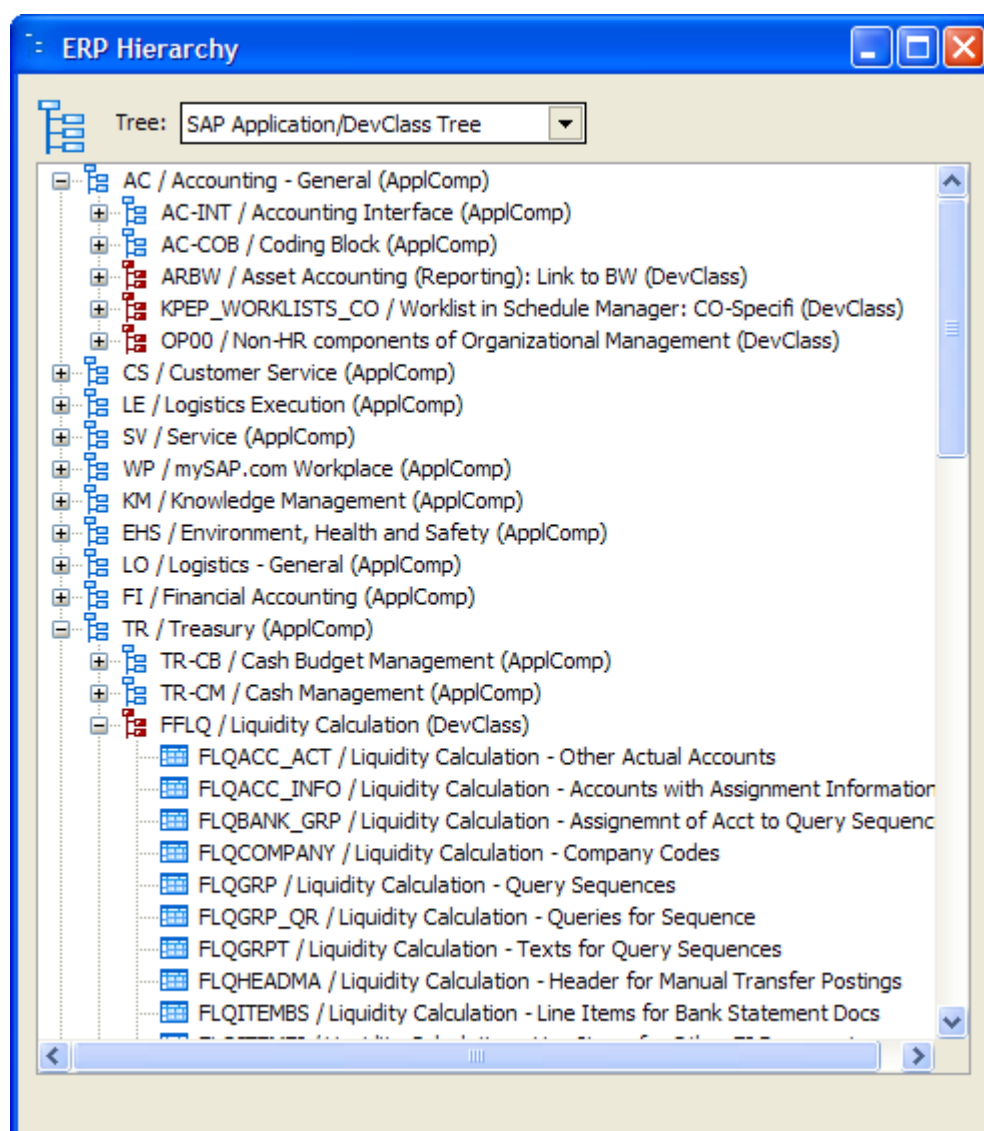 ERP Hierarchy
Tree: SAP Application/DevClass Tree
AC / Accounting - General (ApplComp)
AC-INT / Accounting Interface (ApplComp)
AC-COB / Coding Block (ApplComp)
ARBW / Asset Accounting (Reporting): Link to BW (DevClass)
KPEP_WORKLISTS_CO / Worklist in Schedule Manager: CO-Specifi (DevClass)
OP00 / Non-HR components of Organizational Management (DevClass)
CS / Customer Service (ApplComp)
LE / Logistics Execution (ApplComp)
SV / Service (ApplComp)
WP / mySAP.com Workplace (ApplComp)
KM / Knowledge Management (ApplComp)
EHS / Environment, Health and Safety (ApplComp)
LO / Logistics - General (ApplComp)
FI / Financial Accounting (ApplComp)
TR / Treasury (ApplComp)
TR-CB / Cash Budget Management (ApplComp)
TR-CM / Cash Management (ApplComp)
FFLQ / Liquidity Calculation (DevClass)
FLQACC_ACT / Liquidity Calculation - Other Actual Accounts
FLQACC_INFO / Liquidity Calculation - Accounts with Assignment Information
FLQBANK_GRP / Liquidity Calculation - Assignemnt of Acct to Query Sequenc
FLQCOMPANY / Liquidity Calculation - Company Codes
FLQGRP / Liquidity Calculation - Query Sequences
FLQGRP_QR / Liquidity Calculation - Queries for Sequence
FLQGRPT / Liquidity Calculation - Texts for Query Sequences
FLQHEADMA / Liquidity Calculation - Header for Manual Transfer Postings
FLQITEMBS / Liquidity Calculation - Line Items for Bank Statement Docs